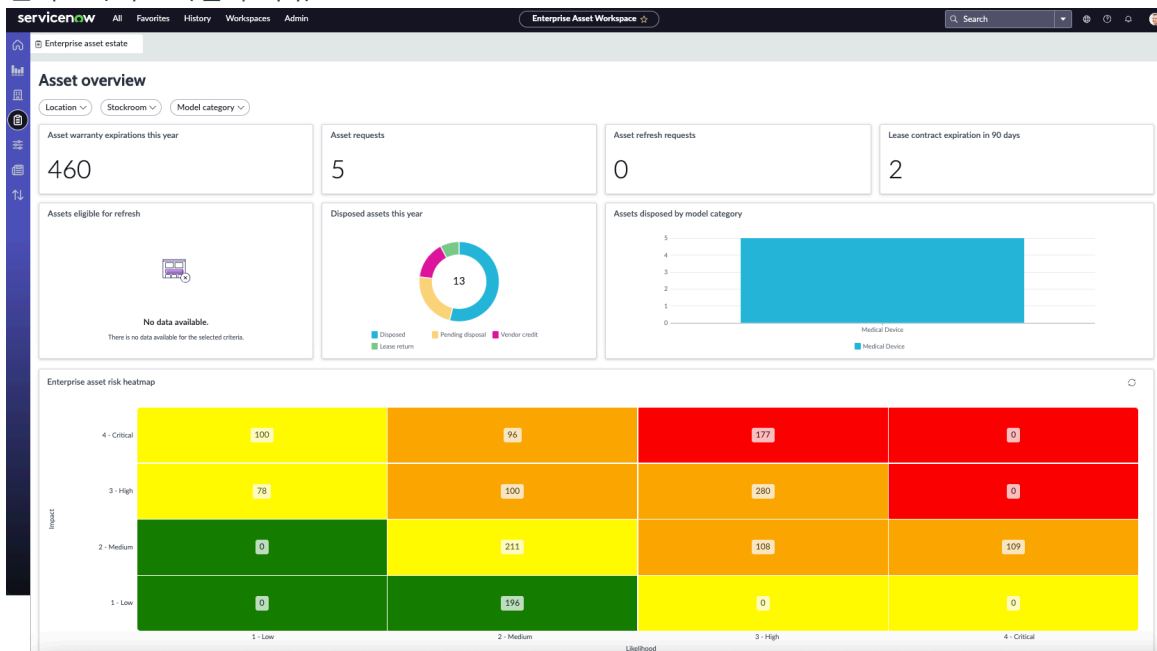 servicenow All Favorites History Workspaces Admin Enterprise Asset Workspace Search
Enterprise asset estate
Asset overview
Location Stockroom Model category
Asset warranty expirations this year
460
Asset requests
5
Asset refresh requests
0
Lease contract expiration in 90 days
2
Assets eligible for refresh
No data available.
There is no data available for the selected criteria.
Disposed assets this year
13
Disposed Pending disposal Vendor credit
Lease return
Assets disposed by model category
5
4
3
2
1
0
Medical Device
Medical Device
Enterprise asset risk heatmap
Impact
4 - Critical 100 96 177 0
3 - High 78 100 280 0
2 - Medium 0 211 108 109
1 - Low 0 196 0 0
1 - Low 2 - Medium 3 - High 4 - Critical
Likelihood